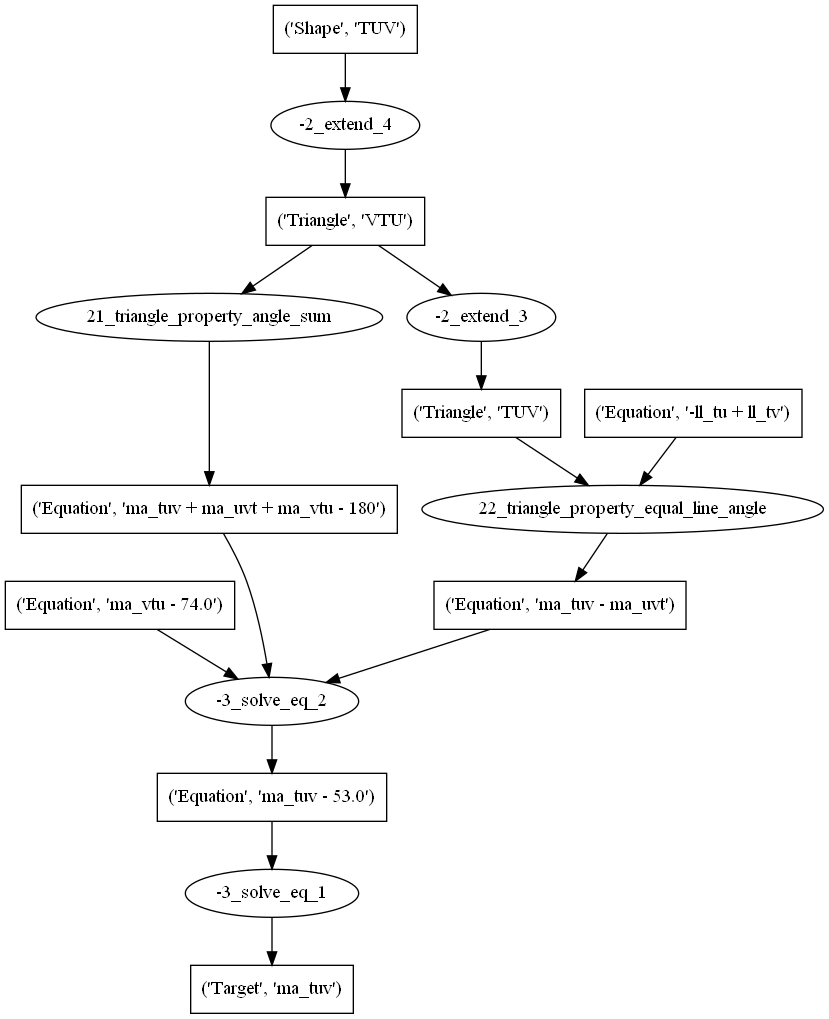 ('Shape', 'TUV')
-2_extend_4
('Triangle', 'VTU')
21_triangle_property_angle_sum
-2_extend_3
('Triangle', 'TUV')
('Equation', '-ll_tu + ll_tv')
('Equation', 'ma_tuv + ma_uvt + ma_vtu - 180')
22_triangle_property_equal_line_angle
('Equation', 'ma_vtu - 74.0')
('Equation', 'ma_tuv - ma_uvt')
-3_solve_eq_2
('Equation', 'ma_tuv - 53.0')
-3_solve_eq_1
('Target', 'ma_tuv')